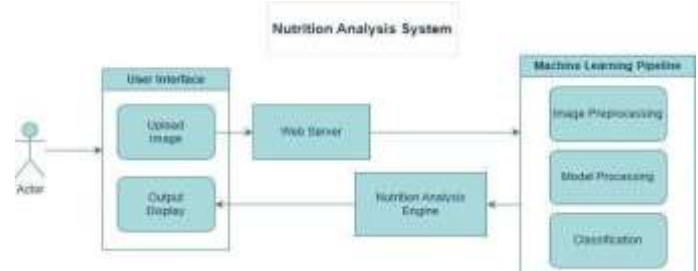 Nutrition Analysis System
User Interface
Machine Learning Pipeline
Upload
Image
Web Server
Image Preprocessing
Actor
Output
Display
Nutrition Analysis
Engine
Model Processing
Classification